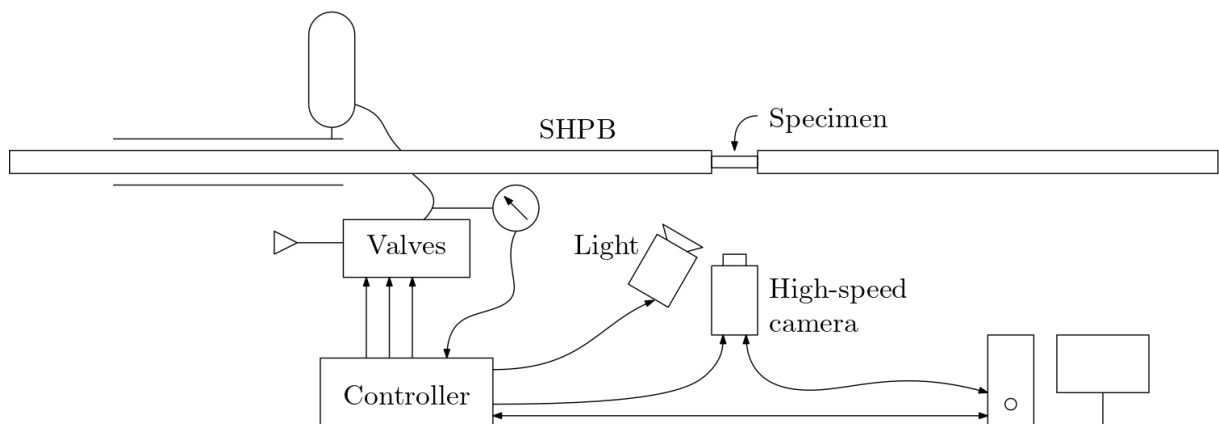 SHPB
Specimen
Valves
Light
High-speed
camera
Controller